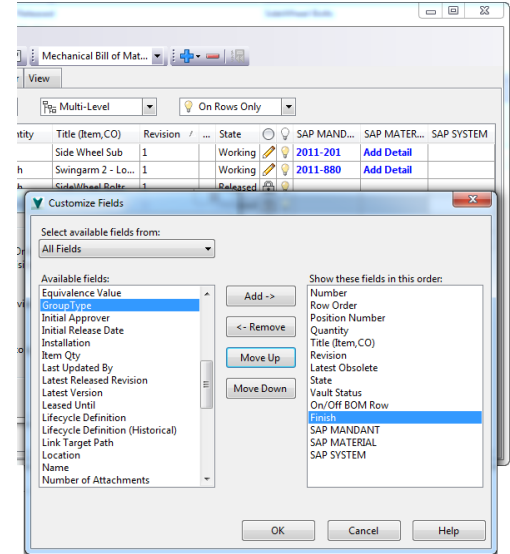 Mechanical Bill of Mat...
View
Multi-Level
On Rows Only
ntity Title (Item,CO) Revision / ... State SAP MAND... SAP MATER... SAP SYSTEM
Side Wheel Sub 1 Working 2011-201 Add Detail
h Swingarm 2 - Lo... 1 Working 2011-880 Add Detail
h SideWheel Boltr... 1 Released
Customize Fields
Select available fields from:
All Fields
Available fields:
Equivalence Value
GroupType
Initial Approver
Initial Release Date
Installation
Item Qty
Last Updated By
Latest Released Revision
Latest Version
Leased Until
Lifecycle Definition
Lifecycle Definition (Historical)
Link Target Path
Location
Name
Number of Attachments
Add ->
<- Remove
Move Up
Move Down
Show these fields in this order:
Number
Row Order
Position Number
Quantity
Title (Item,CO)
Revision
Latest Obsolete
State
Vault Status
On/Off BOM Row
Finish
SAP MANDANT
SAP MATERIAL
SAP SYSTEM
OK
Cancel
Help